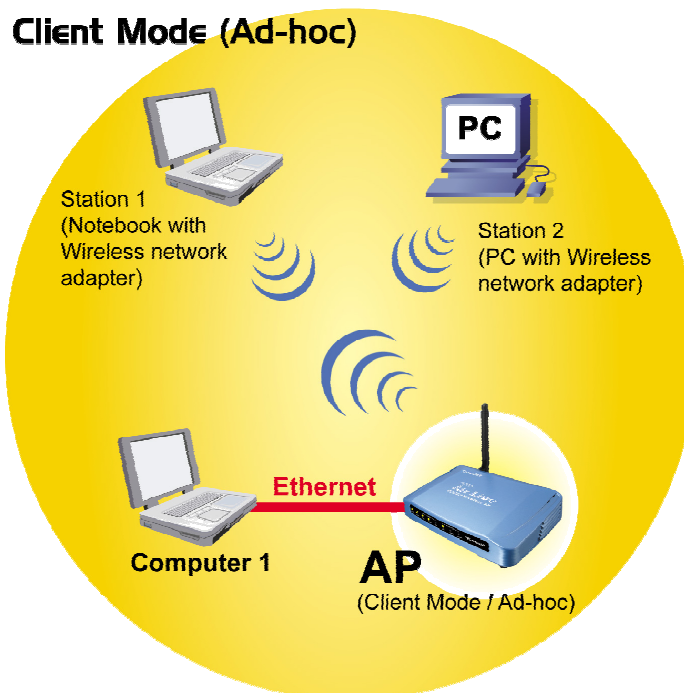 Client Mode (Ad-hoc)
PC
Station 1
(Notebook with
Wireless network
adapter)
Station 2
(PC with Wireless
network adapter)
Ethernet
Computer 1
AP
(Client Mode / Ad-hoc)